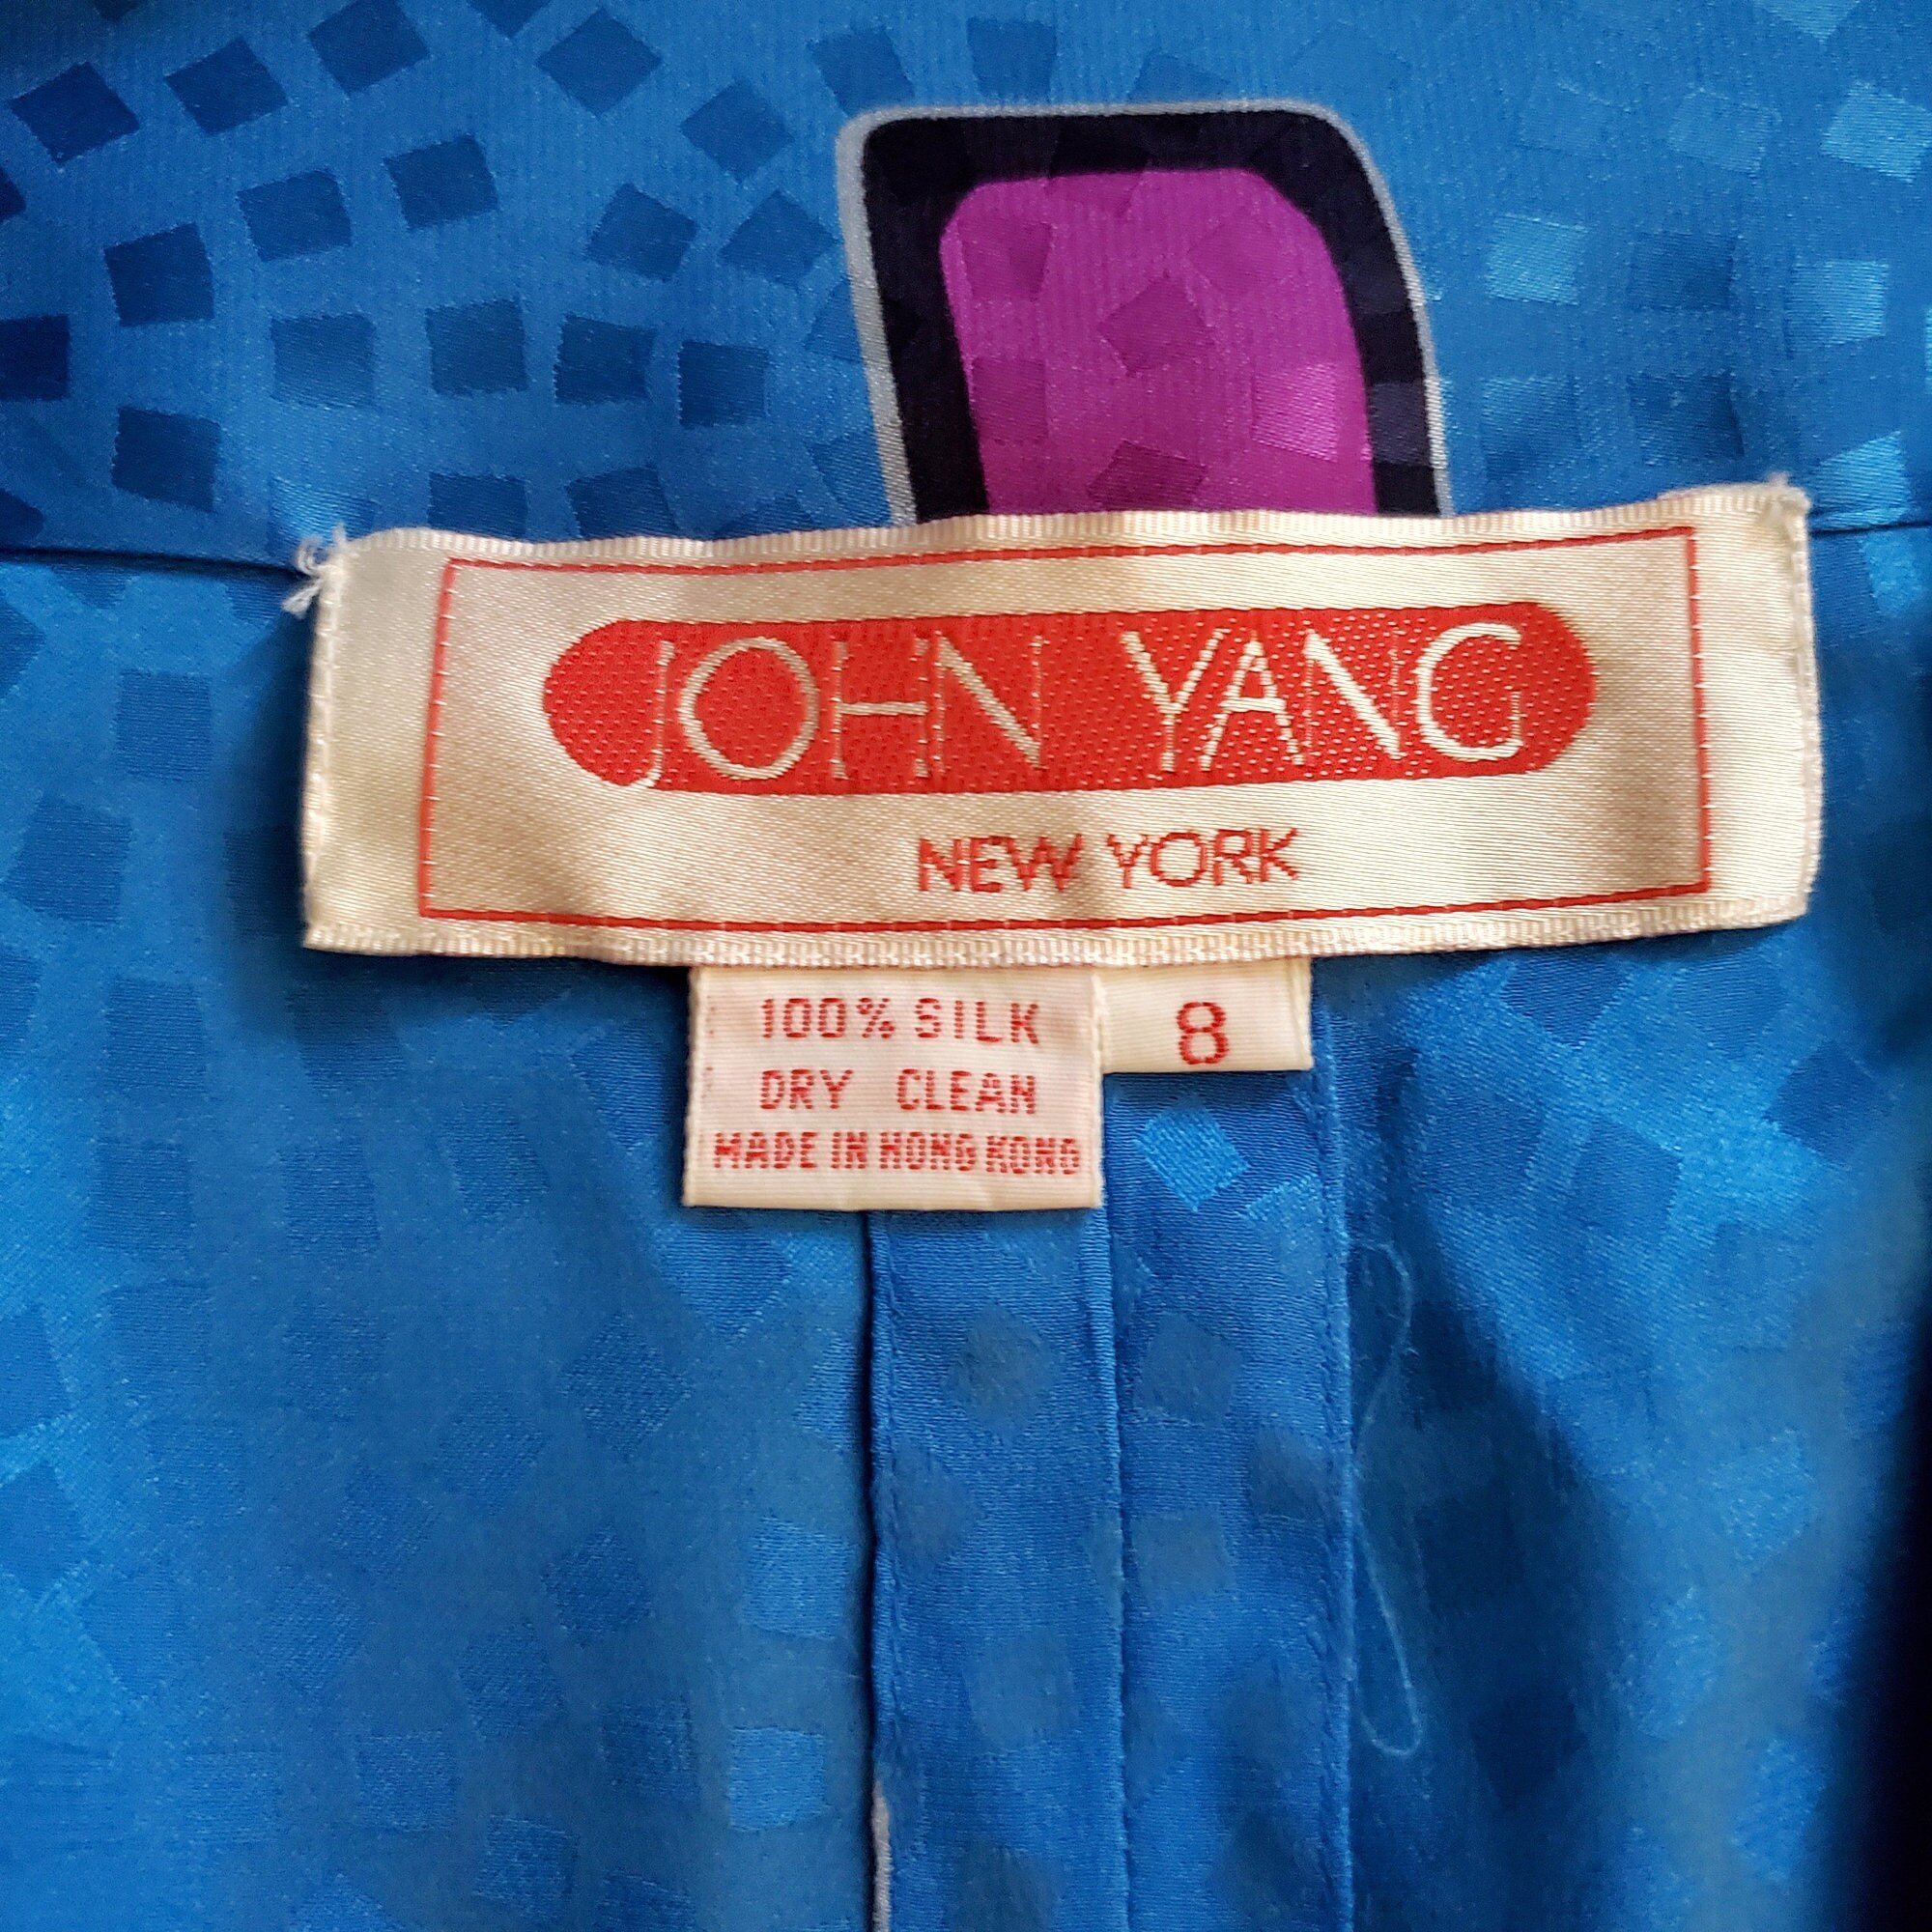 JOHN YANG
NEW YORK
100% SILK
DRY CLEAN
MADE IN HONG KONG
8